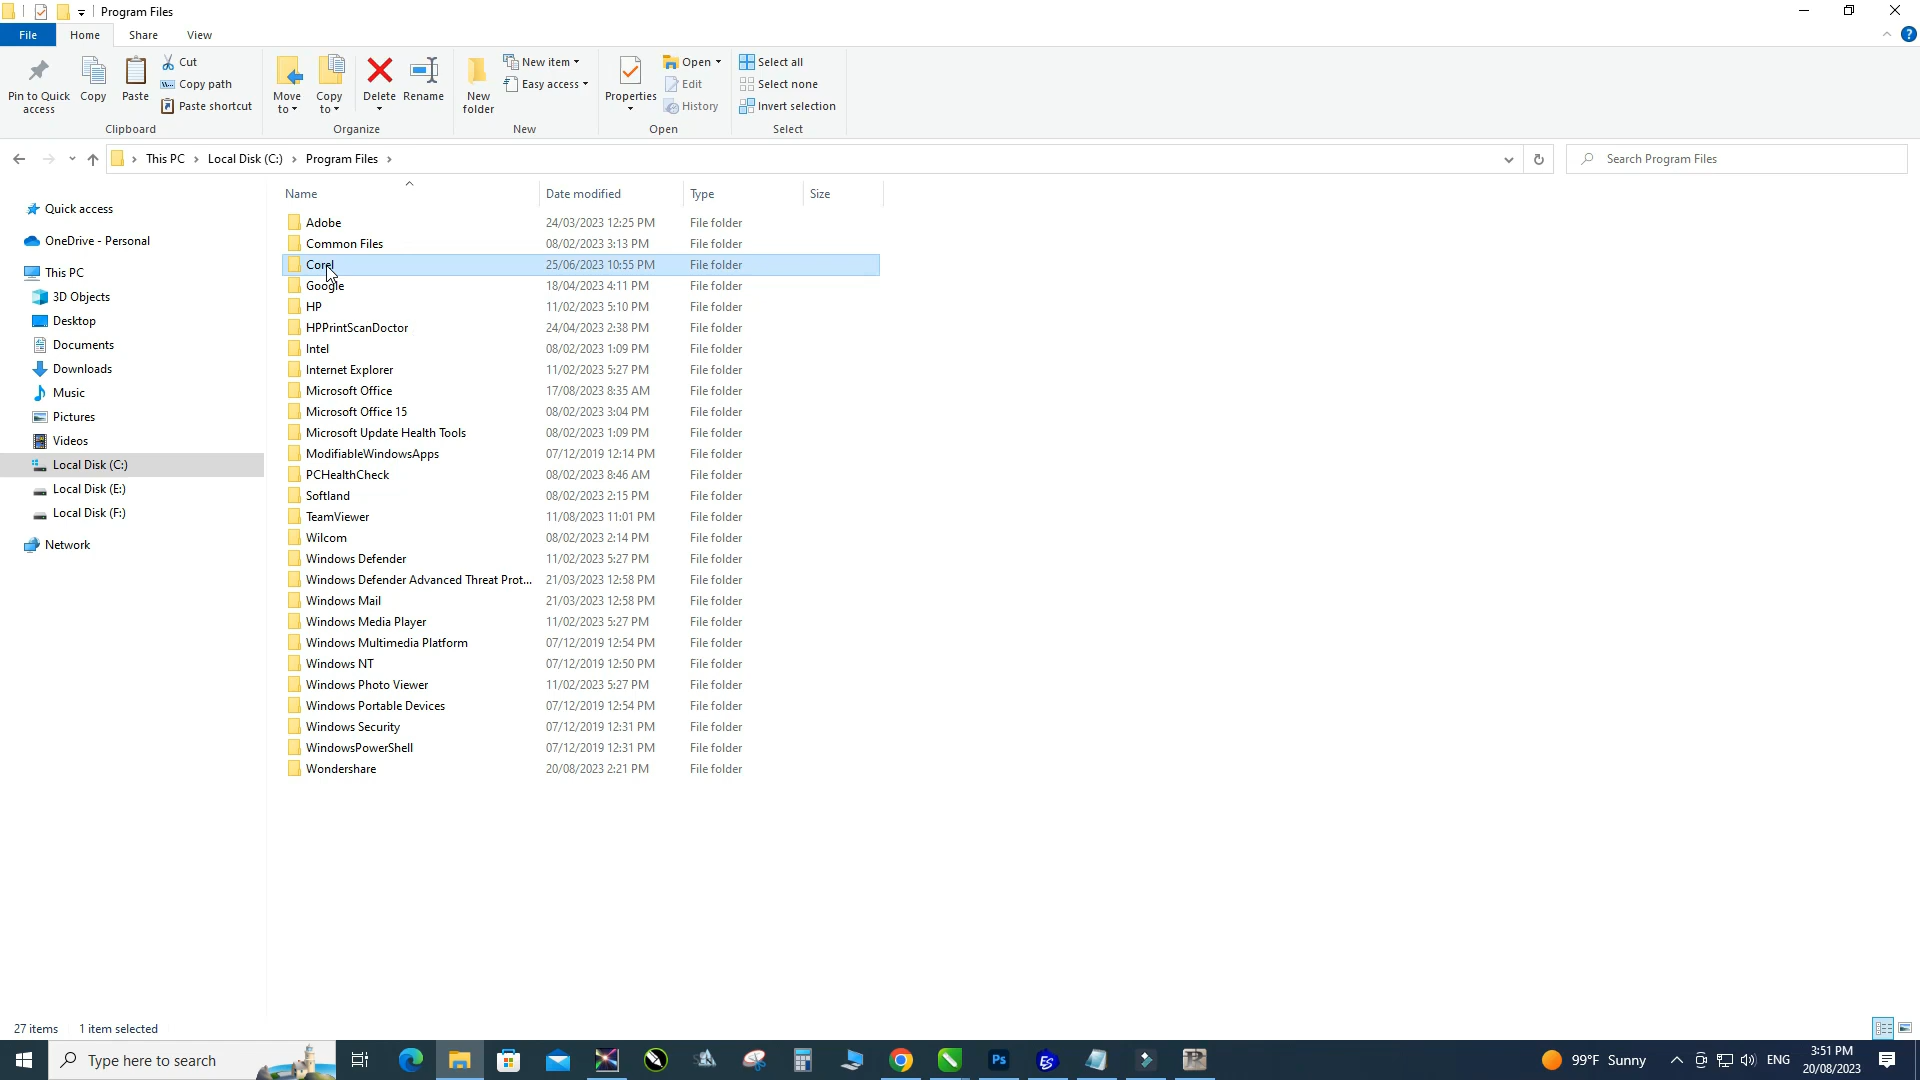 Program Files
File Home Share View
Pin to Quick access
Copy
Paste
Cut
Copy path
Paste shortcut
Clipboard
Move to
Copy to
Delete
Rename
Organize
New folder
New item
Easy access
New
Properties
Open
Edit
History
Open
Select all
Select none
Invert selection
Select
This PC > Local Disk (C:) > Program Files >
Search Program Files
Quick access
OneDrive - Personal
This PC
3D Objects
Desktop
Documents
Downloads
Music
Pictures
Videos
Local Disk (C:)
Local Disk (E:)
Local Disk (F:)
Network
Name Date modified Type Size
Adobe 24/03/2023 12:25 PM File folder
Common Files 08/02/2023 3:13 PM File folder
Corel 25/06/2023 10:55 PM File folder
Google 18/04/2023 4:11 PM File folder
HP 11/02/2023 5:10 PM File folder
HPPrintScanDoctor 24/04/2023 2:38 PM File folder
Intel 08/02/2023 1:09 PM File folder
Internet Explorer 11/02/2023 5:27 PM File folder
Microsoft Office 17/08/2023 8:35 AM File folder
Microsoft Office 15 08/02/2023 3:04 PM File folder
Microsoft Update Health Tools 08/02/2023 1:09 PM File folder
ModifiableWindowsApps 07/12/2019 12:14 PM File folder
PCHealthCheck 08/02/2023 8:46 AM File folder
Softland 08/02/2023 2:15 PM File folder
TeamViewer 11/08/2023 11:01 PM File folder
Wilcom 08/02/2023 2:14 PM File folder
Windows Defender 11/02/2023 5:27 PM File folder
Windows Defender Advanced Threat Prot... 21/03/2023 12:58 PM File folder
Windows Mail 21/03/2023 12:58 PM File folder
Windows Media Player 11/02/2023 5:27 PM File folder
Windows Multimedia Platform 07/12/2019 12:54 PM File folder
Windows NT 07/12/2019 12:50 PM File folder
Windows Photo Viewer 11/02/2023 5:27 PM File folder
Windows Portable Devices 07/12/2019 12:54 PM File folder
Windows Security 07/12/2019 12:31 PM File folder
WindowsPowerShell 07/12/2019 12:31 PM File folder
Wondershare 20/08/2023 2:21 PM File folder
27 items 1 item selected
Type here to search
Ps
ES
99°F Sunny
ENG
3:51 PM
20/08/2023